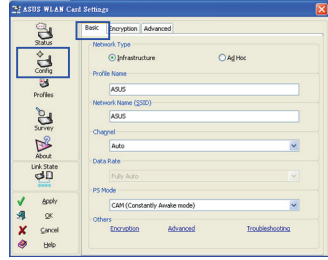 ASUS WLAN Card Settings
Status
Config
Profiles
Survey
About
Link State
Apply
OK
Cancel
Help
Basic Encryption Advanced
Network Type
Infrastructure Ad Hoc
Profile Name
ASUS
Network Name (SSID)
ASUS
Channel
Auto
Data Rate
Fully Auto
PS Mode
CAM (Constantly Awake mode)
Others
Encryption Advanced Troubleshooting